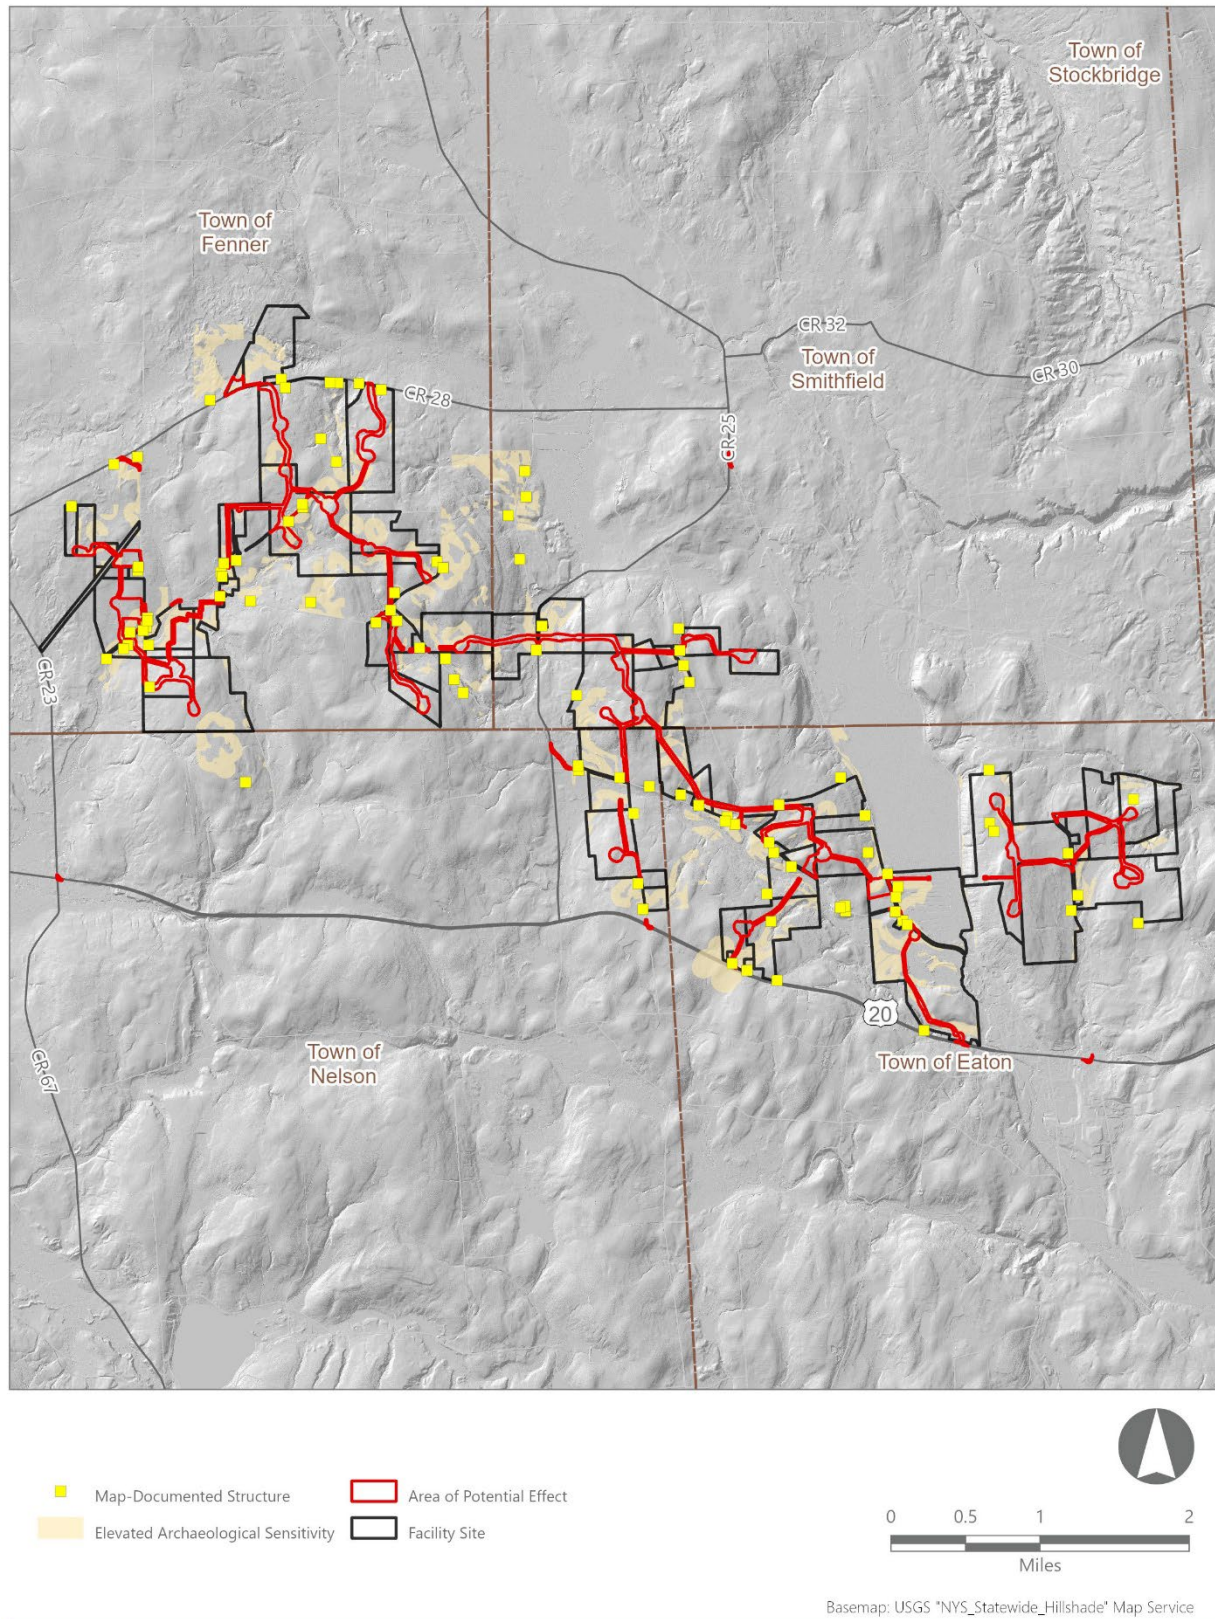 Town of
Stockbridge
Town of
Fenner
CR 32
Town of
Smithfield
CR 30
CR 28
CR 25
CR 23
20
Town of
Nelson
Town of Eaton
CR 67
Map-Documented Structure
Area of Potential Effect
Elevated Archaeological Sensitivity
Facility Site
0 0.5 1 2
Miles
Basemap: USGS "NYS_Statewide_Hillshade" Map Service